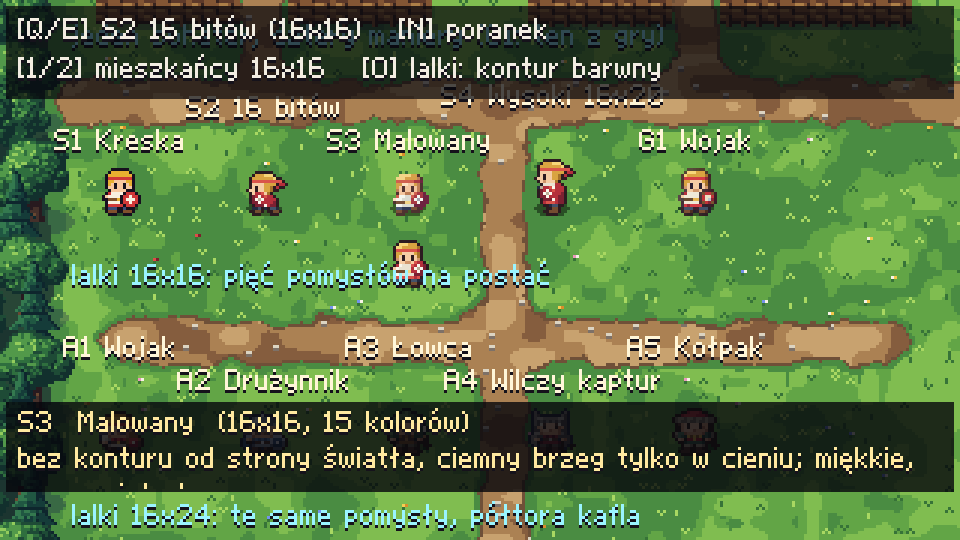 [Q/E] S2 16 bitów (16x16) [N] poranek
[1/2] mieszkańcy 16x16 [O] lalki: kontur barwny
S4 Wysoki 16x20
S2 16 bitów
S1 Kreska S3 Malowany G1 Wojak
lalki 16x16: pięć pomysłów na postać
A1 Wojak A3 Łowca A5 Kółpak
A2 Drużynnik A4 Wilczy kaptur
S3 Malowany (16x16, 15 kolorów)
bez konturu od strony światła, ciemny brzeg tylko w cieniu; miękkie,
lalki 16x24: te same pomysły, półtora kafla